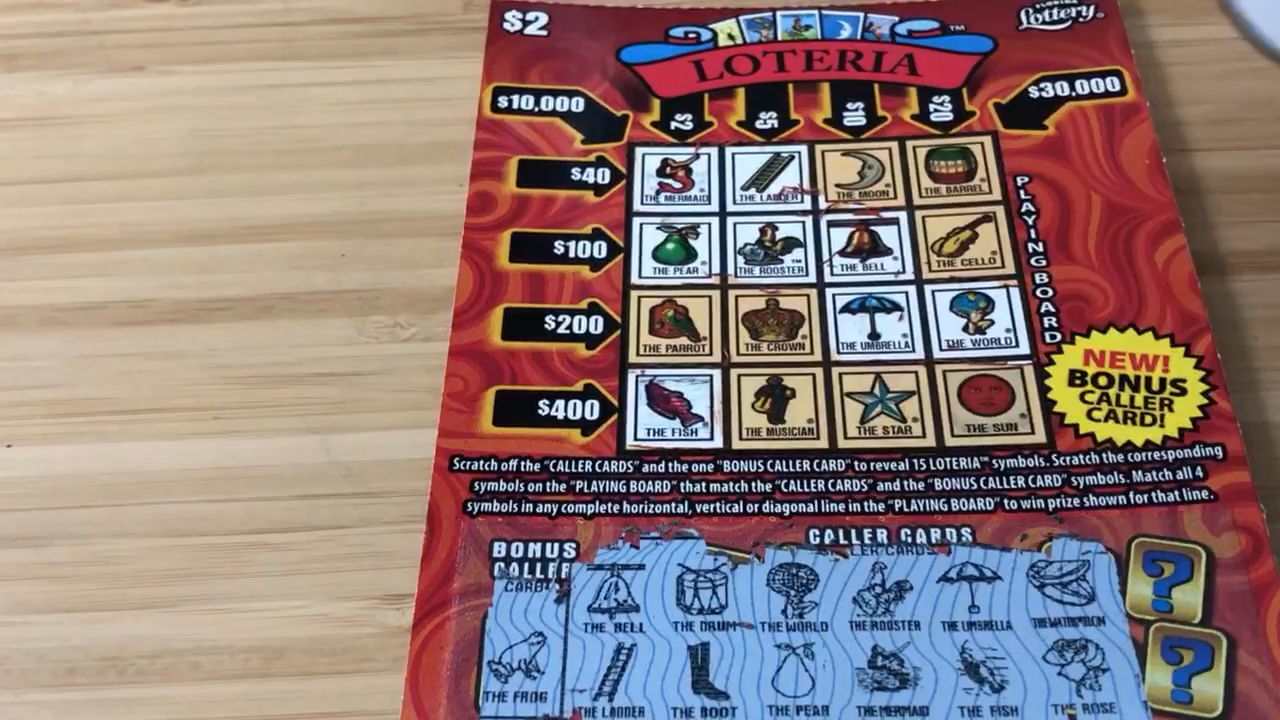 $2
FLORIDA
Lottery®
LOTERIA™
$10,000
$2
$5
$10
$20
$30,000
$40
THE MERMAID
THE LADDER
THE MOON
THE BARREL
$100
THE PEAR
THE ROOSTER
THE BELL
THE CELLO
$200
THE PARROT
THE CROWN
THE UMBRELLA
THE WORLD
$400
THE FISH
THE MUSICIAN
THE STAR
THE SUN
PLAYING BOARD
NEW!
BONUS
CALLER
CARD!
Scratch off the "CALLER CARDS" and the one "BONUS CALLER CARD" to reveal 15 LOTERIA™ symbols. Scratch the corresponding
symbols on the "PLAYING BOARD" that match the "CALLER CARDS" and the "BONUS CALLER CARD" symbols. Match all 4
symbols in any complete horizontal, vertical or diagonal line in the "PLAYING BOARD" to win prize shown for that line.
BONUS
CALLER
CARD
THE FROG
CALLER CARDS
THE BELL
THE DRUM
THE WORLD
THE ROOSTER
THE UMBRELLA
THE WATERMELON
?
THE LADDER
THE BOOT
THE PEAR
THE MERMAID
THE FISH
THE ROSE
?